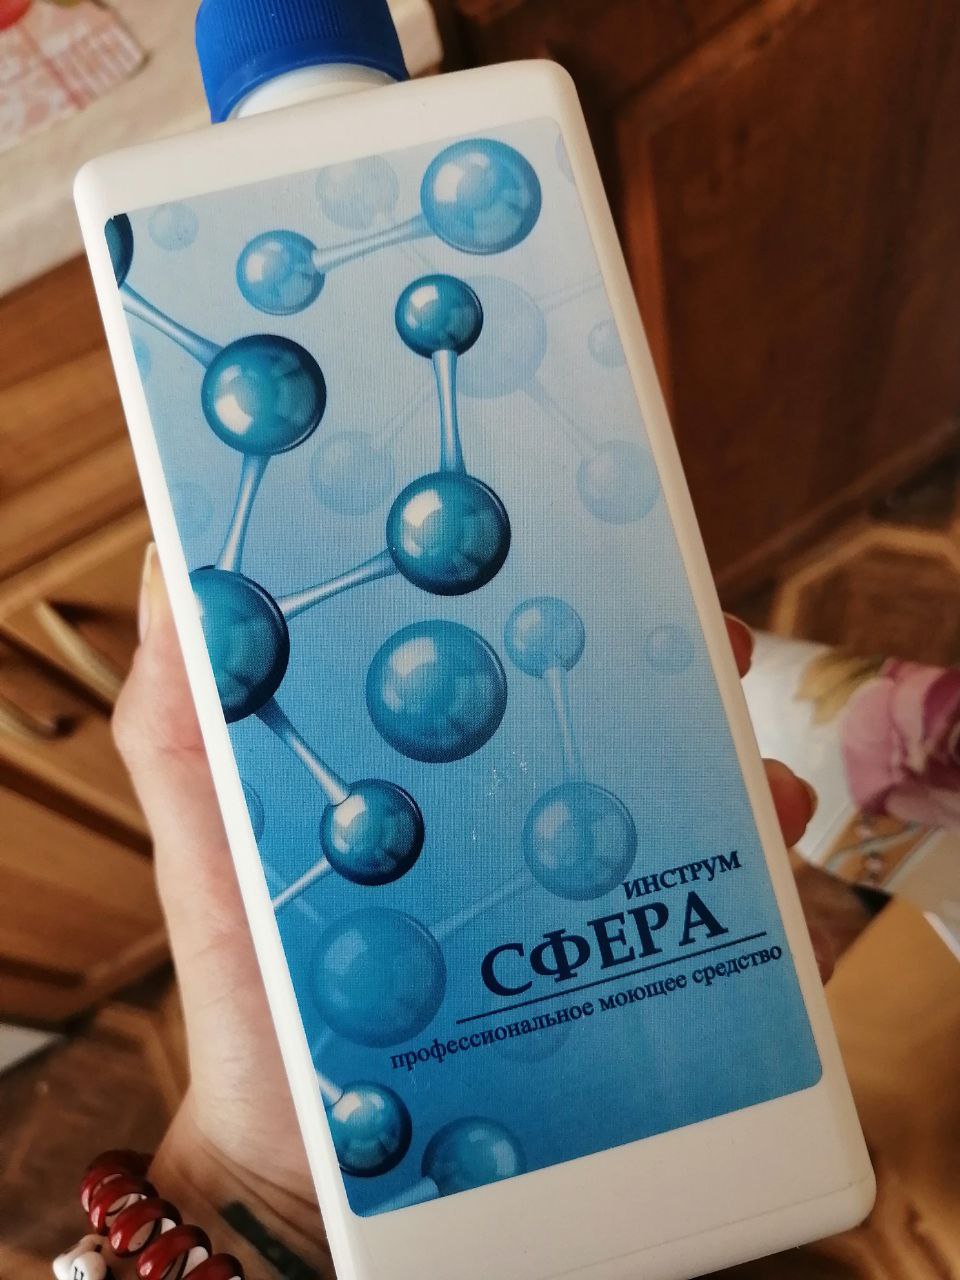 ИНСТРУМ
СФЕРА
профессиональное моющее средство